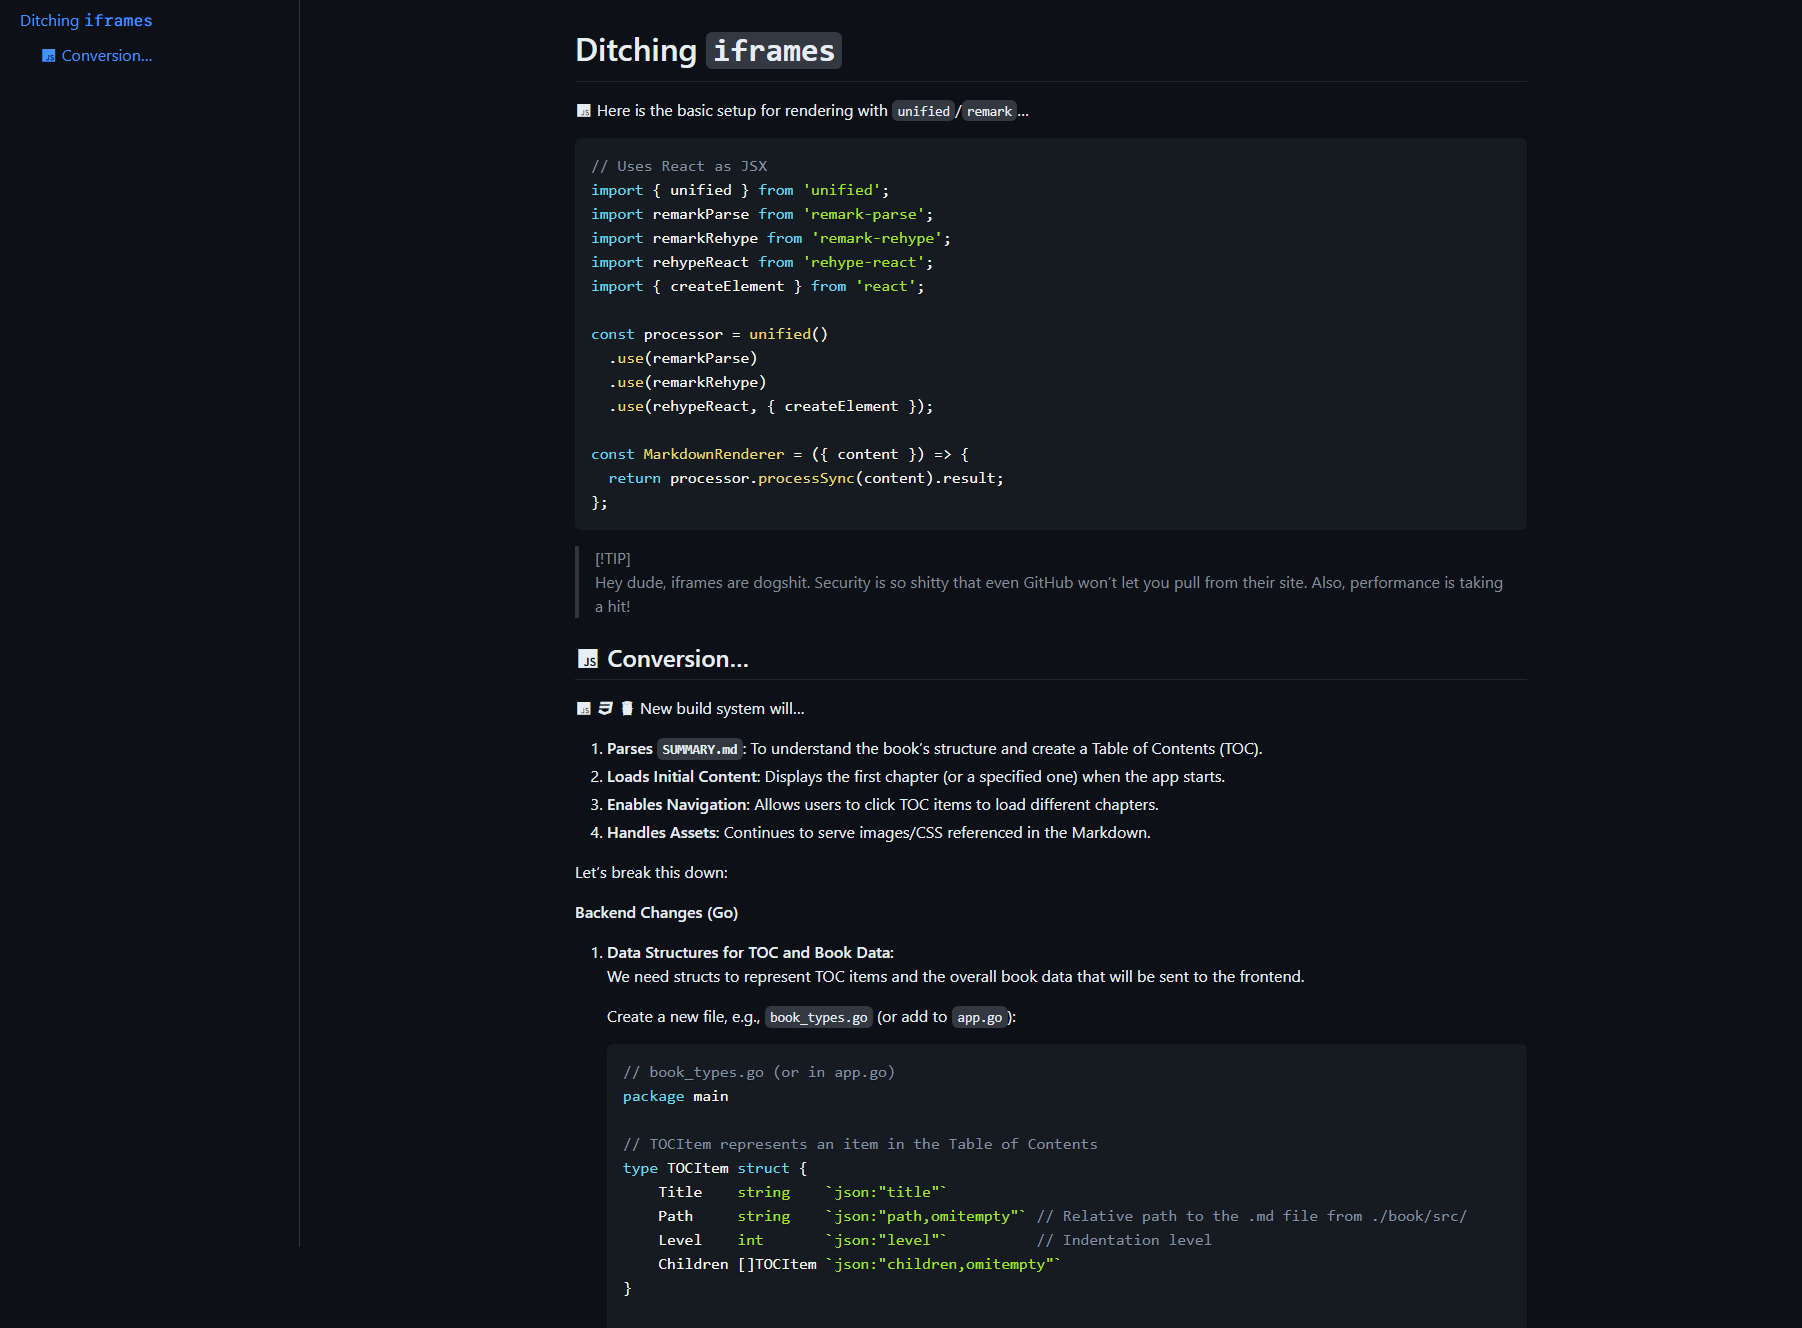 Ditching iframes
Conversion...
Ditching iframes
Here is the basic setup for rendering with unified/remark...
// Uses React as JSX
import { unified } from 'unified';
import remarkParse from 'remark-parse';
import remarkRehype from 'remark-rehype';
import rehypeReact from 'rehype-react';
import { createElement } from 'react';
const processor = unified()
  .use(remarkParse)
  .use(remarkRehype)
  .use(rehypeReact, { createElement });
const MarkdownRenderer = ({ content }) => {
  return processor.processSync(content).result;
};
[!TIP]
Hey dude, iframes are dogshit. Security is so shitty that even GitHub won’t let you pull from their site. Also, performance is taking
a hit!
JS Conversion...
New build system will...
1. Parses SUMMARY.md: To understand the book’s structure and create a Table of Contents (TOC).
2. Loads Initial Content: Displays the first chapter (or a specified one) when the app starts.
3. Enables Navigation: Allows users to click TOC items to load different chapters.
4. Handles Assets: Continues to serve images/CSS referenced in the Markdown.
Let’s break this down:
Backend Changes (Go)
1. Data Structures for TOC and Book Data:
We need structs to represent TOC items and the overall book data that will be sent to the frontend.
Create a new file, e.g., book_types.go (or add to app.go):
// book_types.go (or in app.go)
package main
// TOCItem represents an item in the Table of Contents
type TOCItem struct {
    Title    string    `json:"title"`
    Path     string    `json:"path,omitempty"` // Relative path to the .md file from ./book/src/
    Level    int       `json:"level"`          // Indentation level
    Children []TOCItem `json:"children,omitempty"`
}